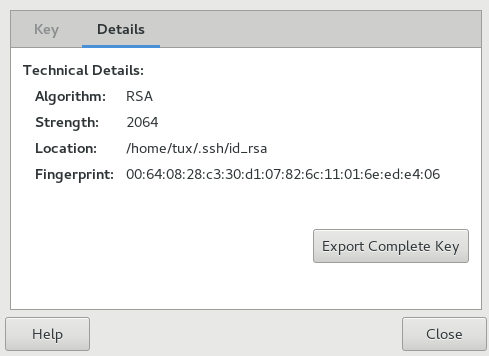 Key Details
Technical Details:
Algorithm: RSA
Strength: 2064
Location: /home/tux/.ssh/id_rsa
Fingerprint: 00:64:08:28:c3:30:d1:07:82:6c:11:01:6e:ed:e4:06
Export Complete Key
Help Close